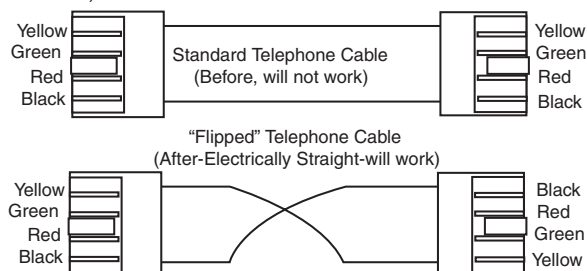 Yellow
Green
Red
Black
Standard Telephone Cable
(Before, will not work)
Yellow
Green
Red
Black
“Flipped” Telephone Cable
(After-Electrically Straight-will work)
Yellow
Green
Red
Black
Black
Red
Green
Yellow